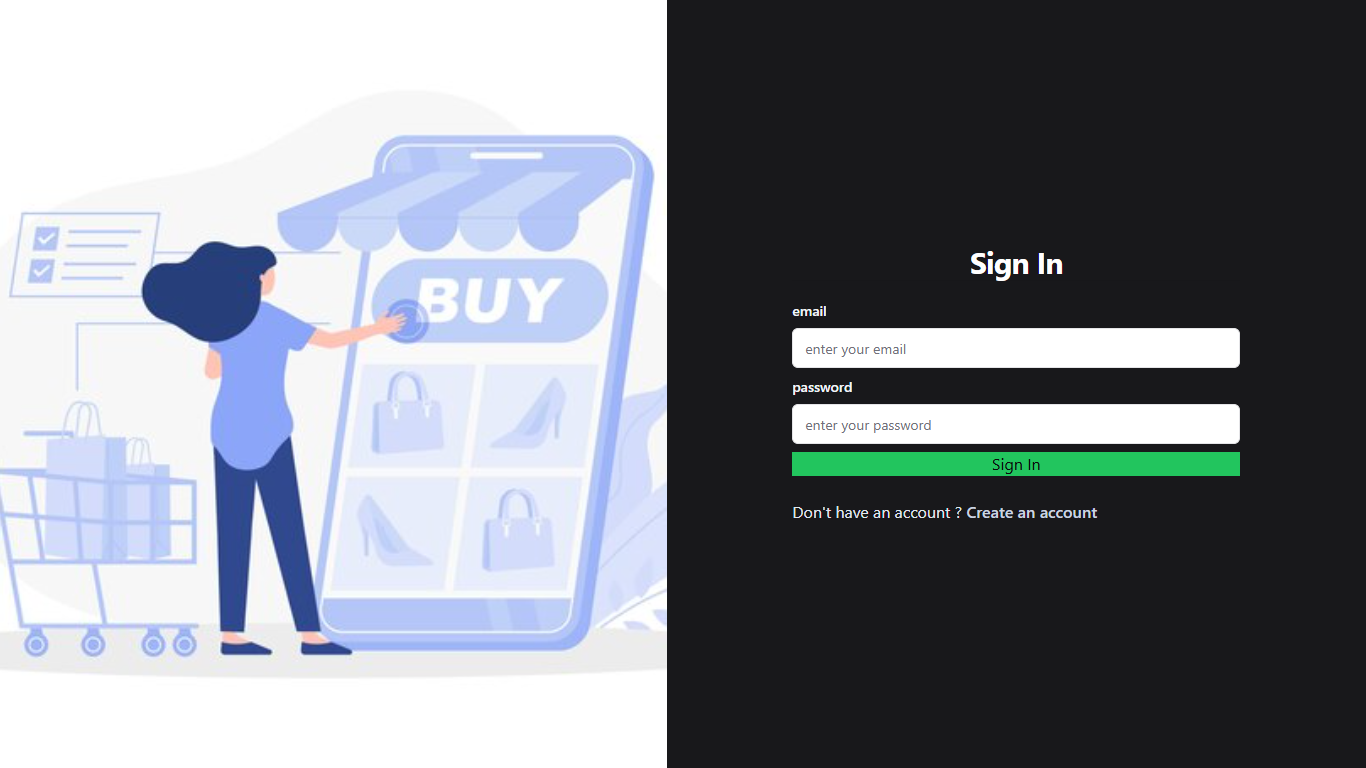 BUY
Sign In
email
enter your email
password
enter your password
Sign In
Don't have an account ? Create an account